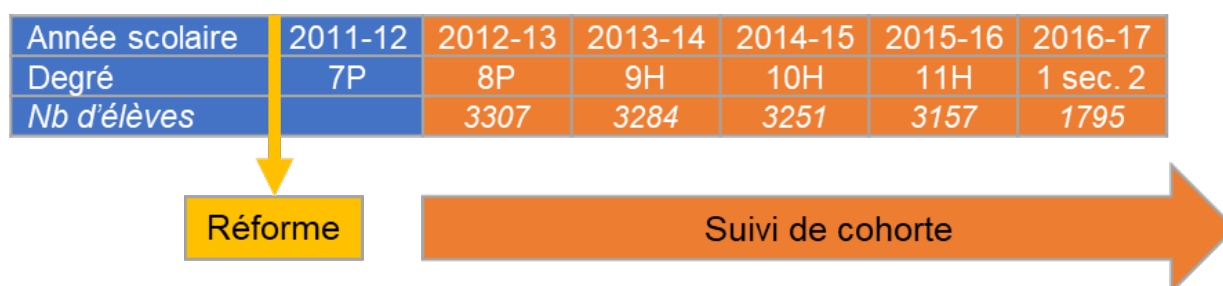 Année scolaire 2011-12 2012-13 2013-14 2014-15 2015-16 2016-17
Degré 7P 8P 9H 10H 11H 1 sec. 2
Nb d'élèves 3307 3284 3251 3157 1795
Réforme Suivi de cohorte